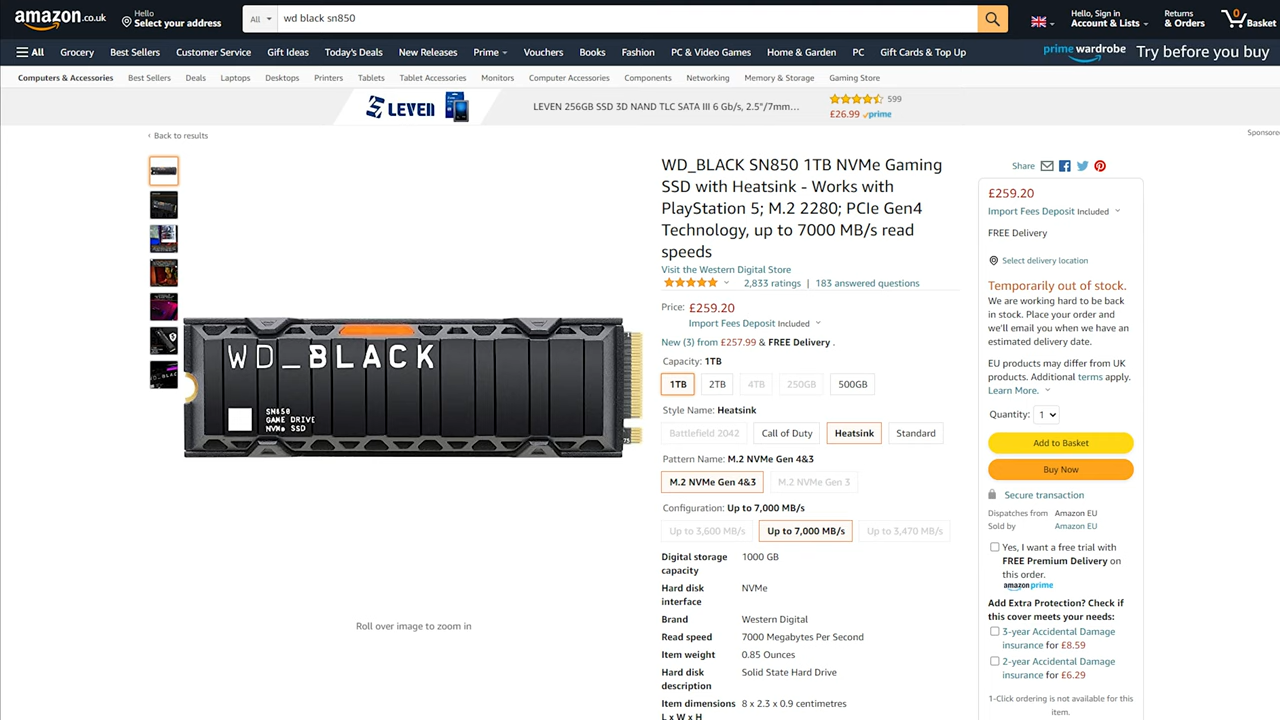 amazon.co.uk
Hello
Select your address
All
wd black sn850
Hello, Sign in
Account & Lists
Returns
& Orders
0
Basket
All
Grocery
Best Sellers
Customer Service
Gift Ideas
Today's Deals
New Releases
Prime
Vouchers
Books
Fashion
PC & Video Games
Home & Garden
PC
Gift Cards & Top Up
prime wardrobe
Try before you buy
Computers & Accessories
Best Sellers
Deals
Laptops
Desktops
Printers
Tablets
Tablet Accessories
Monitors
Computer Accessories
Components
Networking
Memory & Storage
Gaming Store
LEVEN
LEVEN 256GB SSD 3D NAND TLC SATA III 6 Gb/s, 2.5"/7mm...
599
£26.99 prime
‹ Back to results
Sponsore
WD_BLACK SN850 1TB NVMe Gaming
SSD with Heatsink - Works with
PlayStation 5; M.2 2280; PCIe Gen4
Technology, up to 7000 MB/s read
speeds
Visit the Western Digital Store
2,833 ratings | 183 answered questions
Price: £259.20
Import Fees Deposit Included
New (3) from £257.99 & FREE Delivery .
Capacity: 1TB
1TB
2TB
4TB
250GB
500GB
Style Name: Heatsink
Battlefield 2042
Call of Duty
Heatsink
Standard
Pattern Name: M.2 NVMe Gen 4&3
M.2 NVMe Gen 4&3
M.2 NVMe Gen 3
Configuration: Up to 7,000 MB/s
Up to 3,600 MB/s
Up to 7,000 MB/s
Up to 3,470 MB/s
Digital storage
capacity
1000 GB
Hard disk
interface
NVMe
Brand
Western Digital
Read speed
7000 Megabytes Per Second
Item weight
0.85 Ounces
Hard disk
description
Solid State Hard Drive
Item dimensions
L x W x H
8 x 2.3 x 0.9 centimetres
WD_BLACK
SN850
GAME DRIVE
NVMe SSD
Roll over image to zoom in
Share
£259.20
Import Fees Deposit Included
FREE Delivery
Select delivery location
Temporarily out of stock.
We are working hard to be back
in stock. Place your order and
we'll email you when we have an
estimated delivery date.
EU products may differ from UK
products. Additional terms apply.
Learn More.
Quantity: 1
Add to Basket
Buy Now
Secure transaction
Dispatches from Amazon EU
Sold by Amazon EU
Yes, I want a free trial with
FREE Premium Delivery on
this order.
amazon prime
Add Extra Protection? Check if
this cover meets your needs:
3-year Accidental Damage
insurance for £8.59
2-year Accidental Damage
insurance for £6.29
1-Click ordering is not available for this
item.